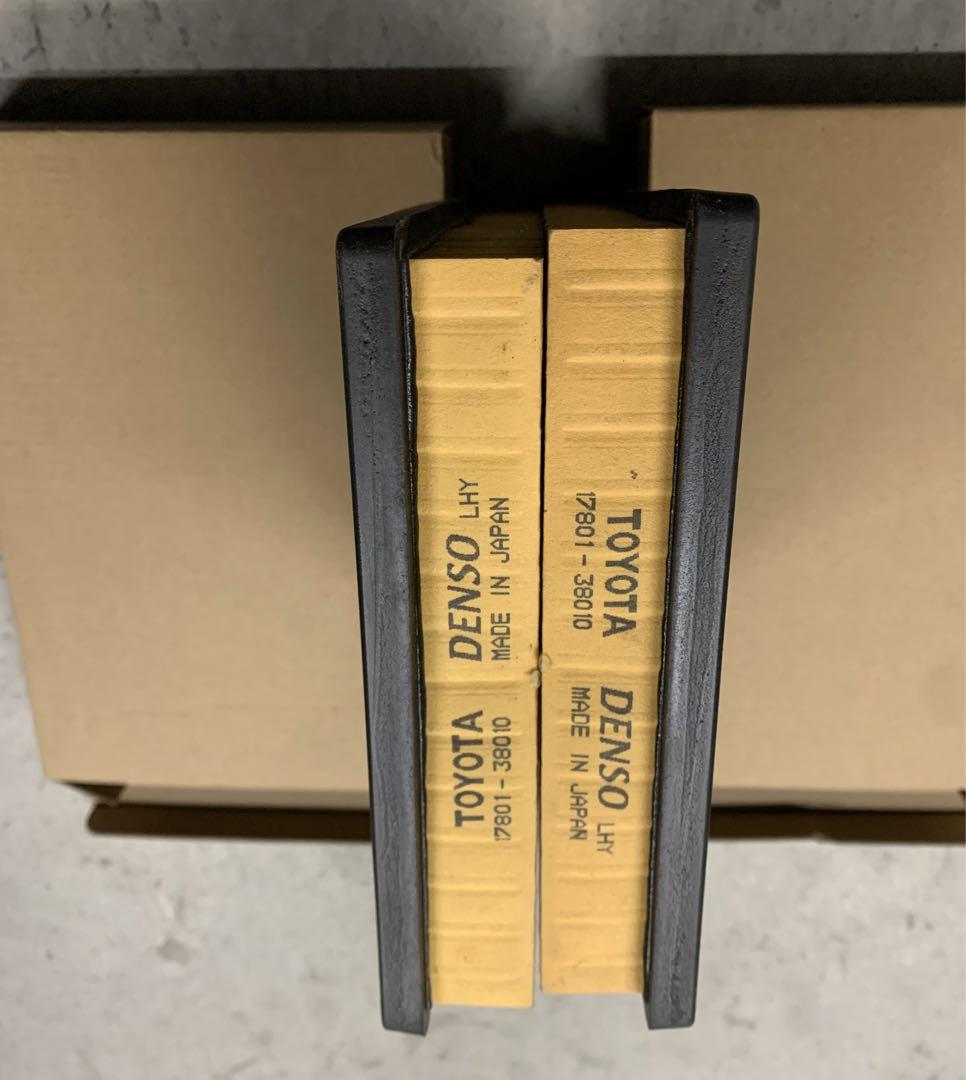 TOYOTA DENSO LHY
17801-38010 MADE IN JAPAN
TOYOTA DENSO LHY
17801-38010 MADE IN JAPAN